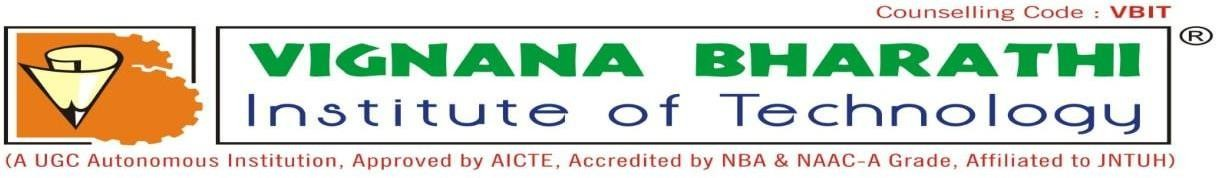 Counselling Code : VBIT
VIGNANA BHARATHI ®
Institute of Technology
(A UGC Autonomous Institution, Approved by AICTE, Accredited by NBA & NAAC-A Grade, Affiliated to JNTUH)